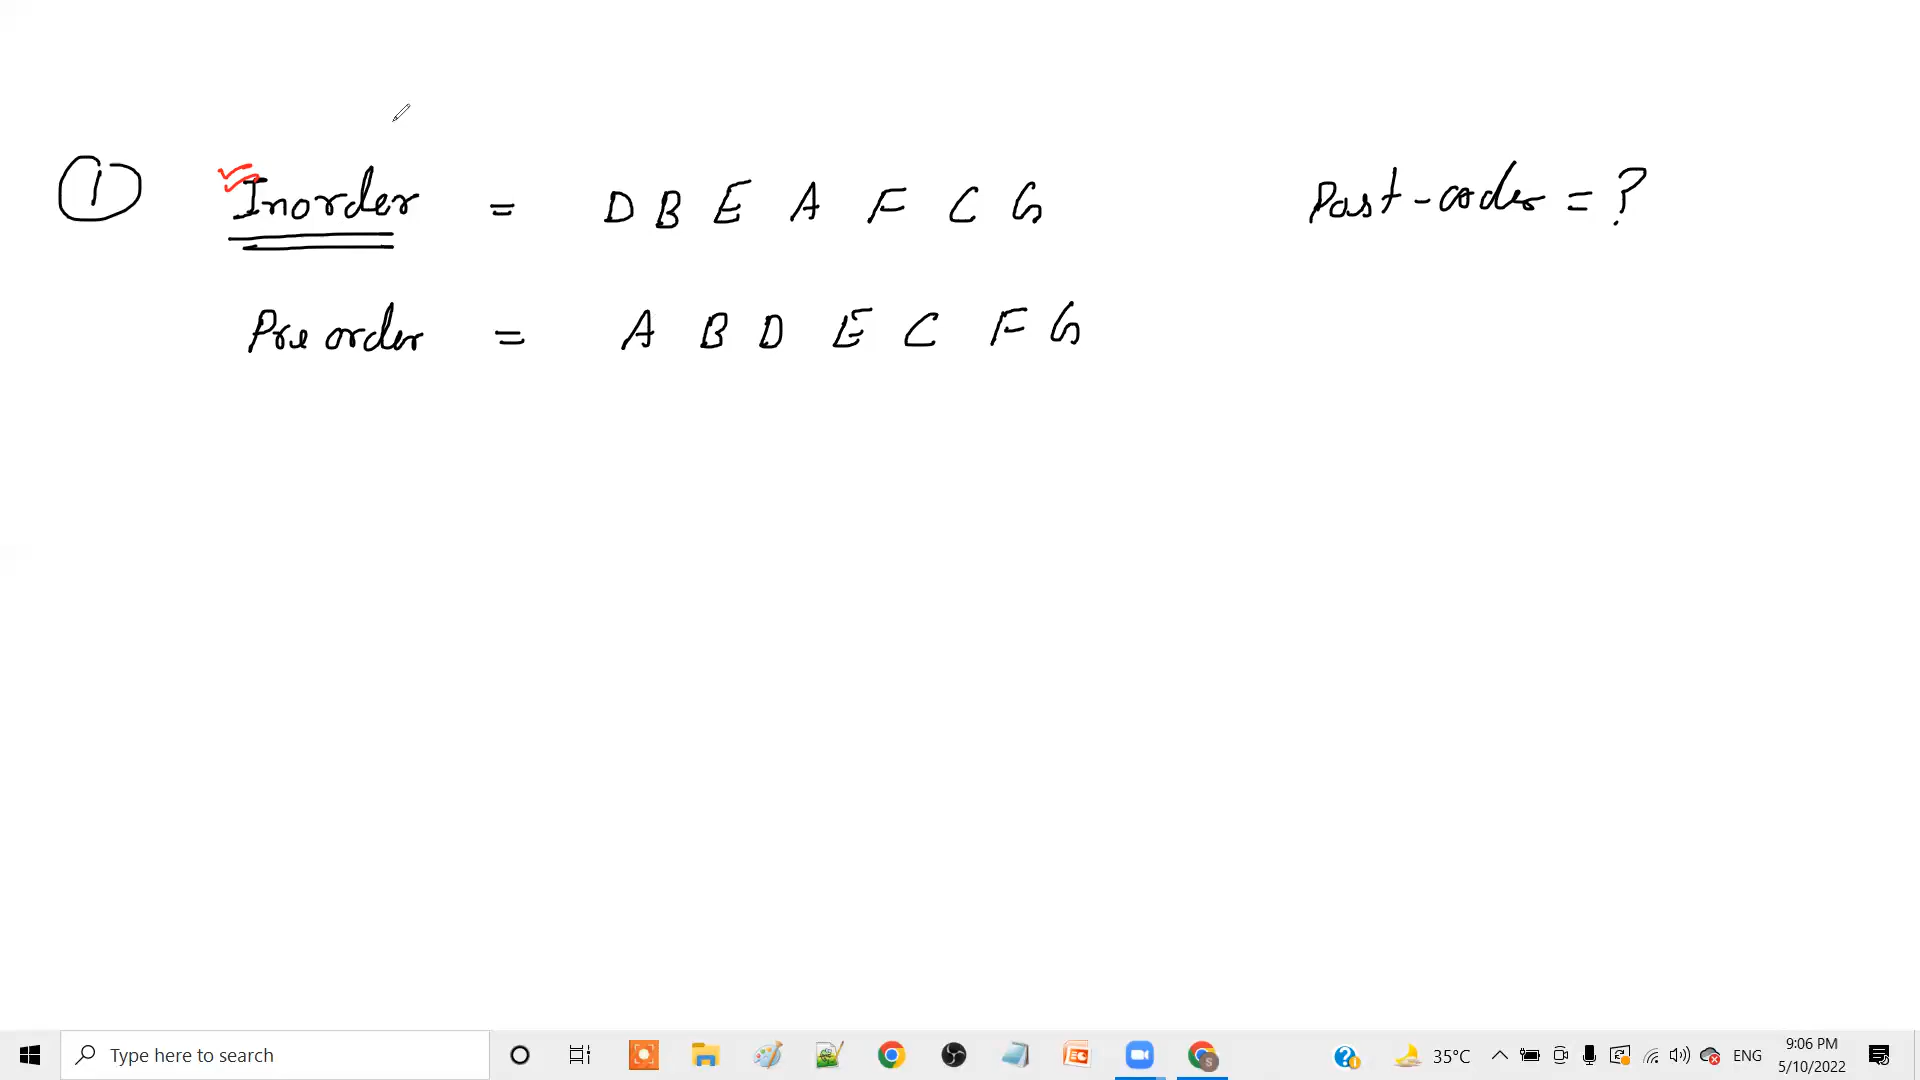 ① Inorder = D B E A F C G Post-order = ?
Pre order = A B D E C F G
Type here to search
35°C ENG 9:06 PM
5/10/2022